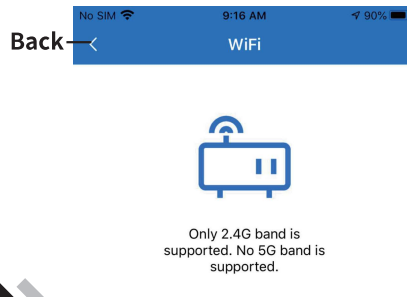 No SIM 9:16 AM 90%
Back
WiFi
Only 2.4G band is
supported. No 5G band is
supported.